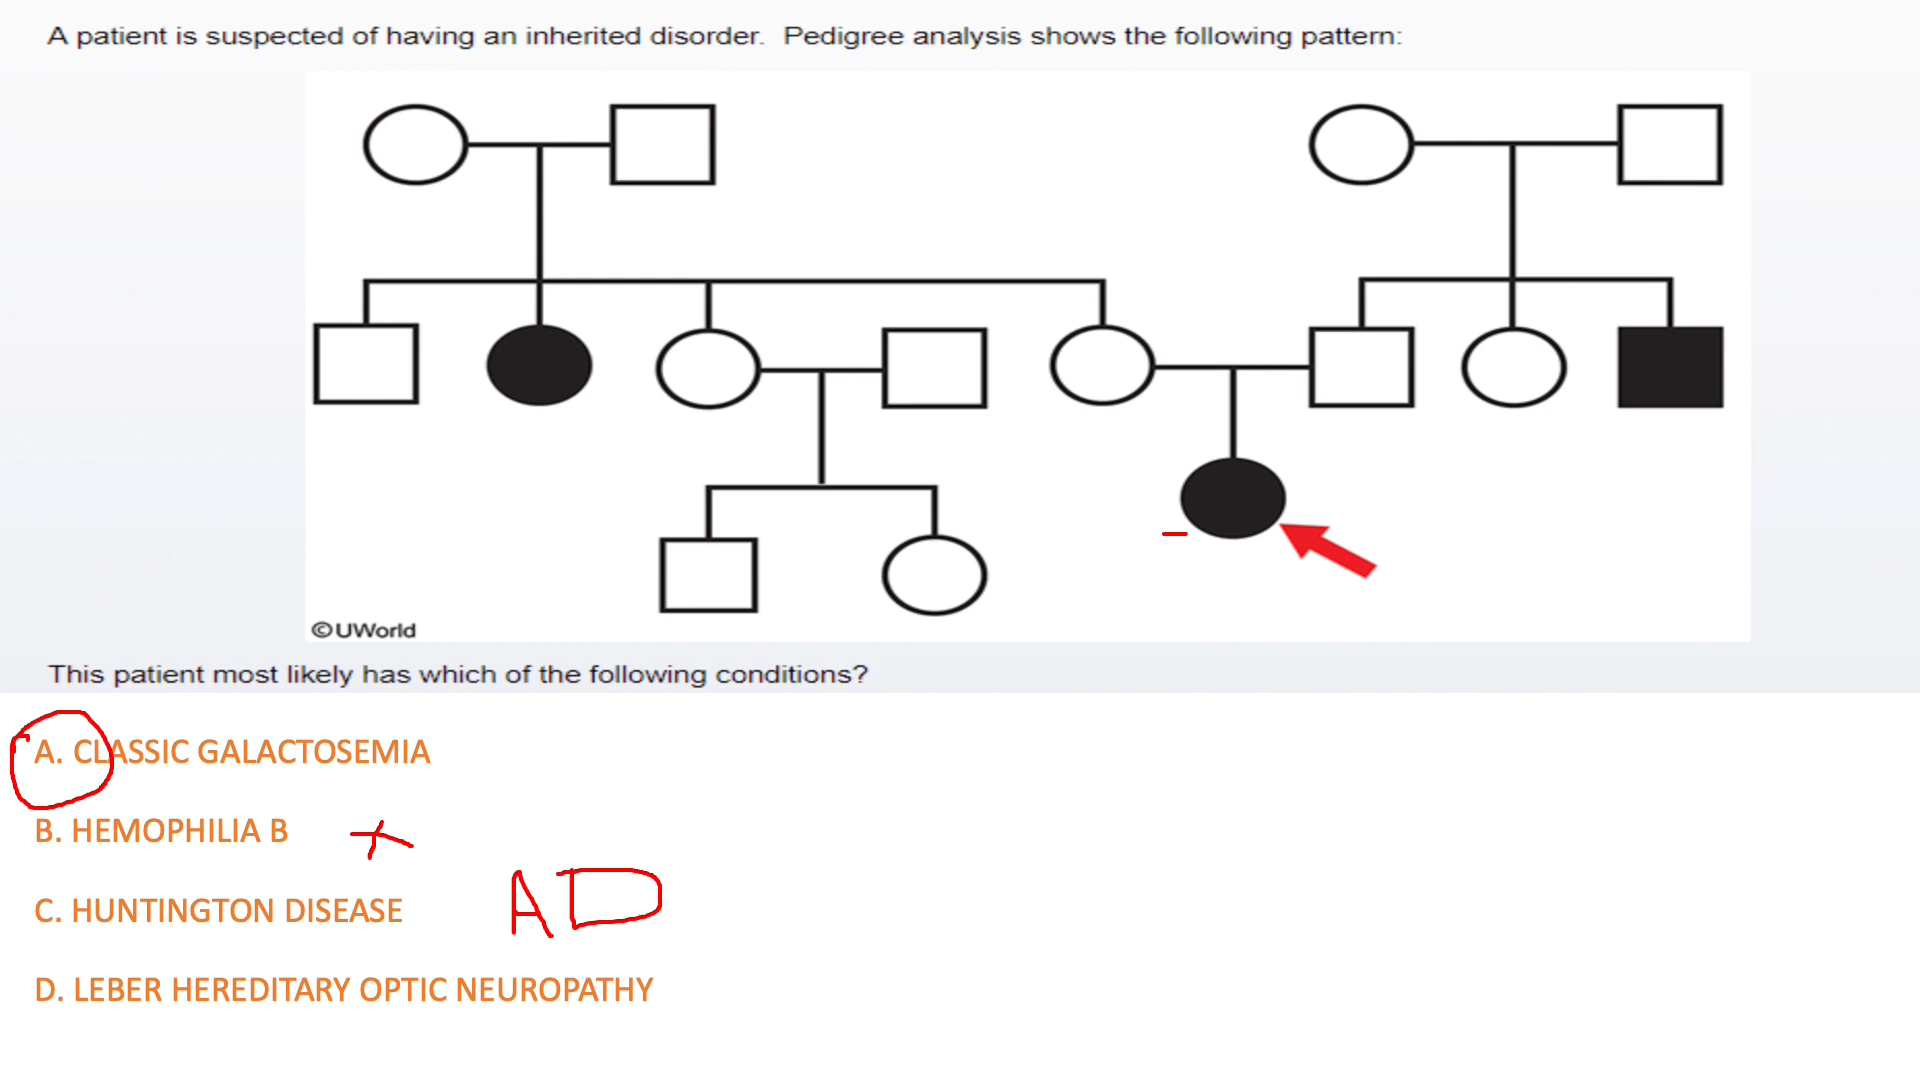 A patient is suspected of having an inherited disorder. Pedigree analysis shows the following pattern:
©UWorld
This patient most likely has which of the following conditions?
A. CLASSIC GALACTOSEMIA
B. HEMOPHILIA B
C. HUNTINGTON DISEASE
AD
D. LEBER HEREDITARY OPTIC NEUROPATHY